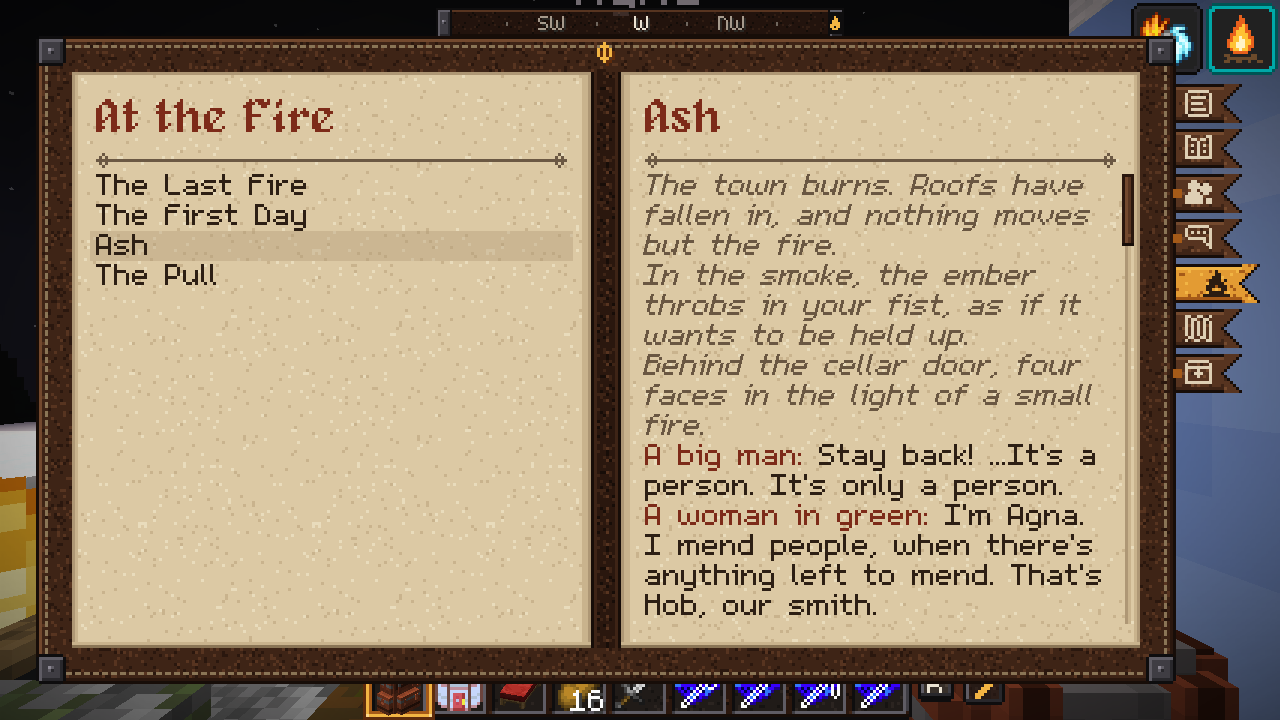 SW W NW
At the Fire
The Last Fire
The First Day
Ash
The Pull
Ash
The town burns. Roofs have
fallen in, and nothing moves
but the fire.
In the smoke, the ember
throbs in your fist, as if it
wants to be held up.
Behind the cellar door, four
faces in the light of a small
fire.
A big man: Stay back! ...It's a
person. It's only a person.
A woman in green: I'm Agna.
I mend people, when there's
anything left to mend. That's
Hob, our smith.
16